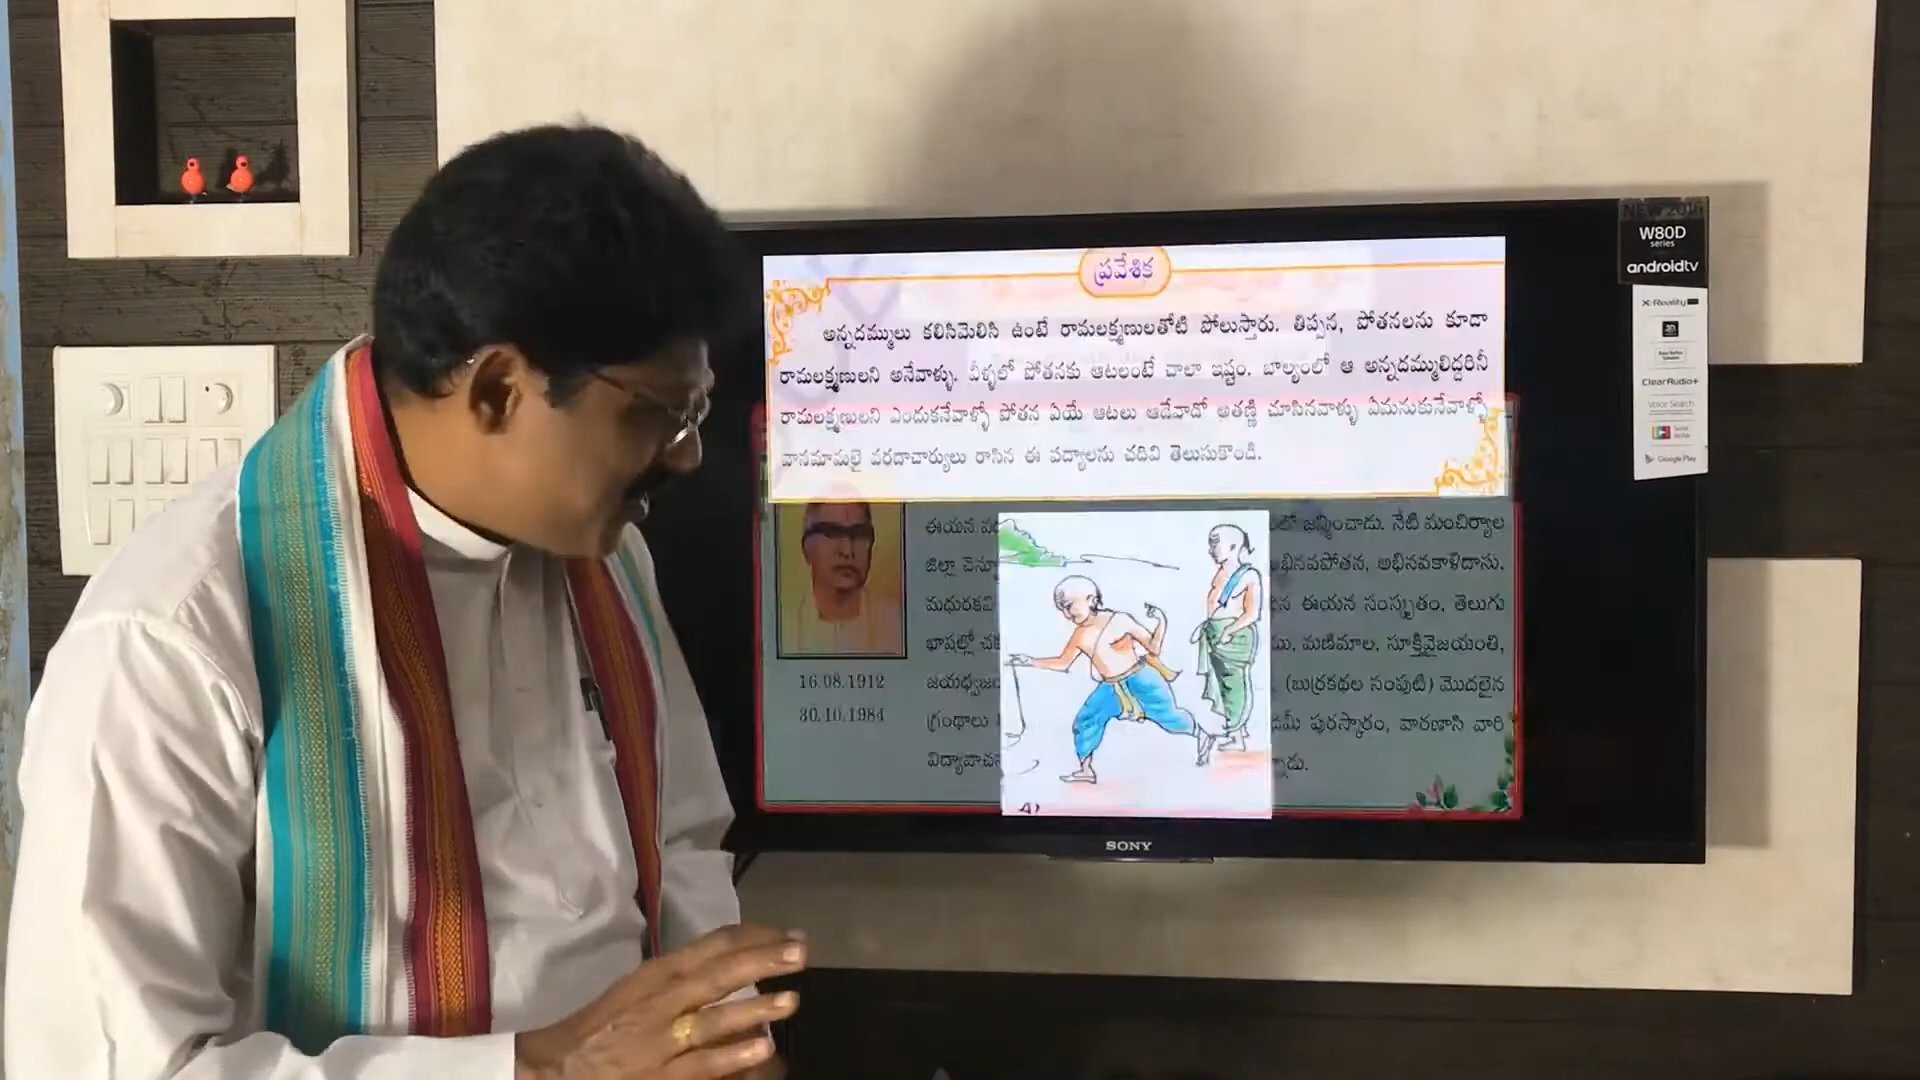 NEW 2016
W80D
series
androidtv
X-Reality
ClearAudio+
Voice Search
Google Play
ప్రవేశిక
అన్నదమ్ములు కలిసిమెలిసి ఉంటే రామలక్ష్మణులతోటి పోలుస్తారు. తిప్పన, పోతనలను కూడా
రామలక్ష్మణులని అనేవాళ్ళు. వీళ్ళలో పోతనకు ఆటలంటే చాలా ఇష్టం. బాల్యంలో ఆ అన్నదమ్ములిద్దరినీ
రామలక్ష్మణులని ఎందుకనేవాళ్ళో పోతన ఏయే ఆటలు ఆడేవాడో అతణ్ణి చూసినవాళ్ళు ఏమనుకునేవాళ్ళో
వానమామలై వరదాచార్యులు రాసిన ఈ పద్యాలను చదివి తెలుసుకోండి.
ఈయన జన్మించాడు. నేటి మంచిర్యాల
జిల్లా అభినవపోతన, అభినవకాళిదాసు,
మధురకవి ఈయన సంస్కృతం, తెలుగు
భాషల్లో మణిమాల, సూక్తివైజయంతి,
16.08.1912
30.10.1984
(బుర్రకథల సంపుటి) మొదలైన
గ్రంథాలు పురస్కారం, వారణాసి వారి
SONY